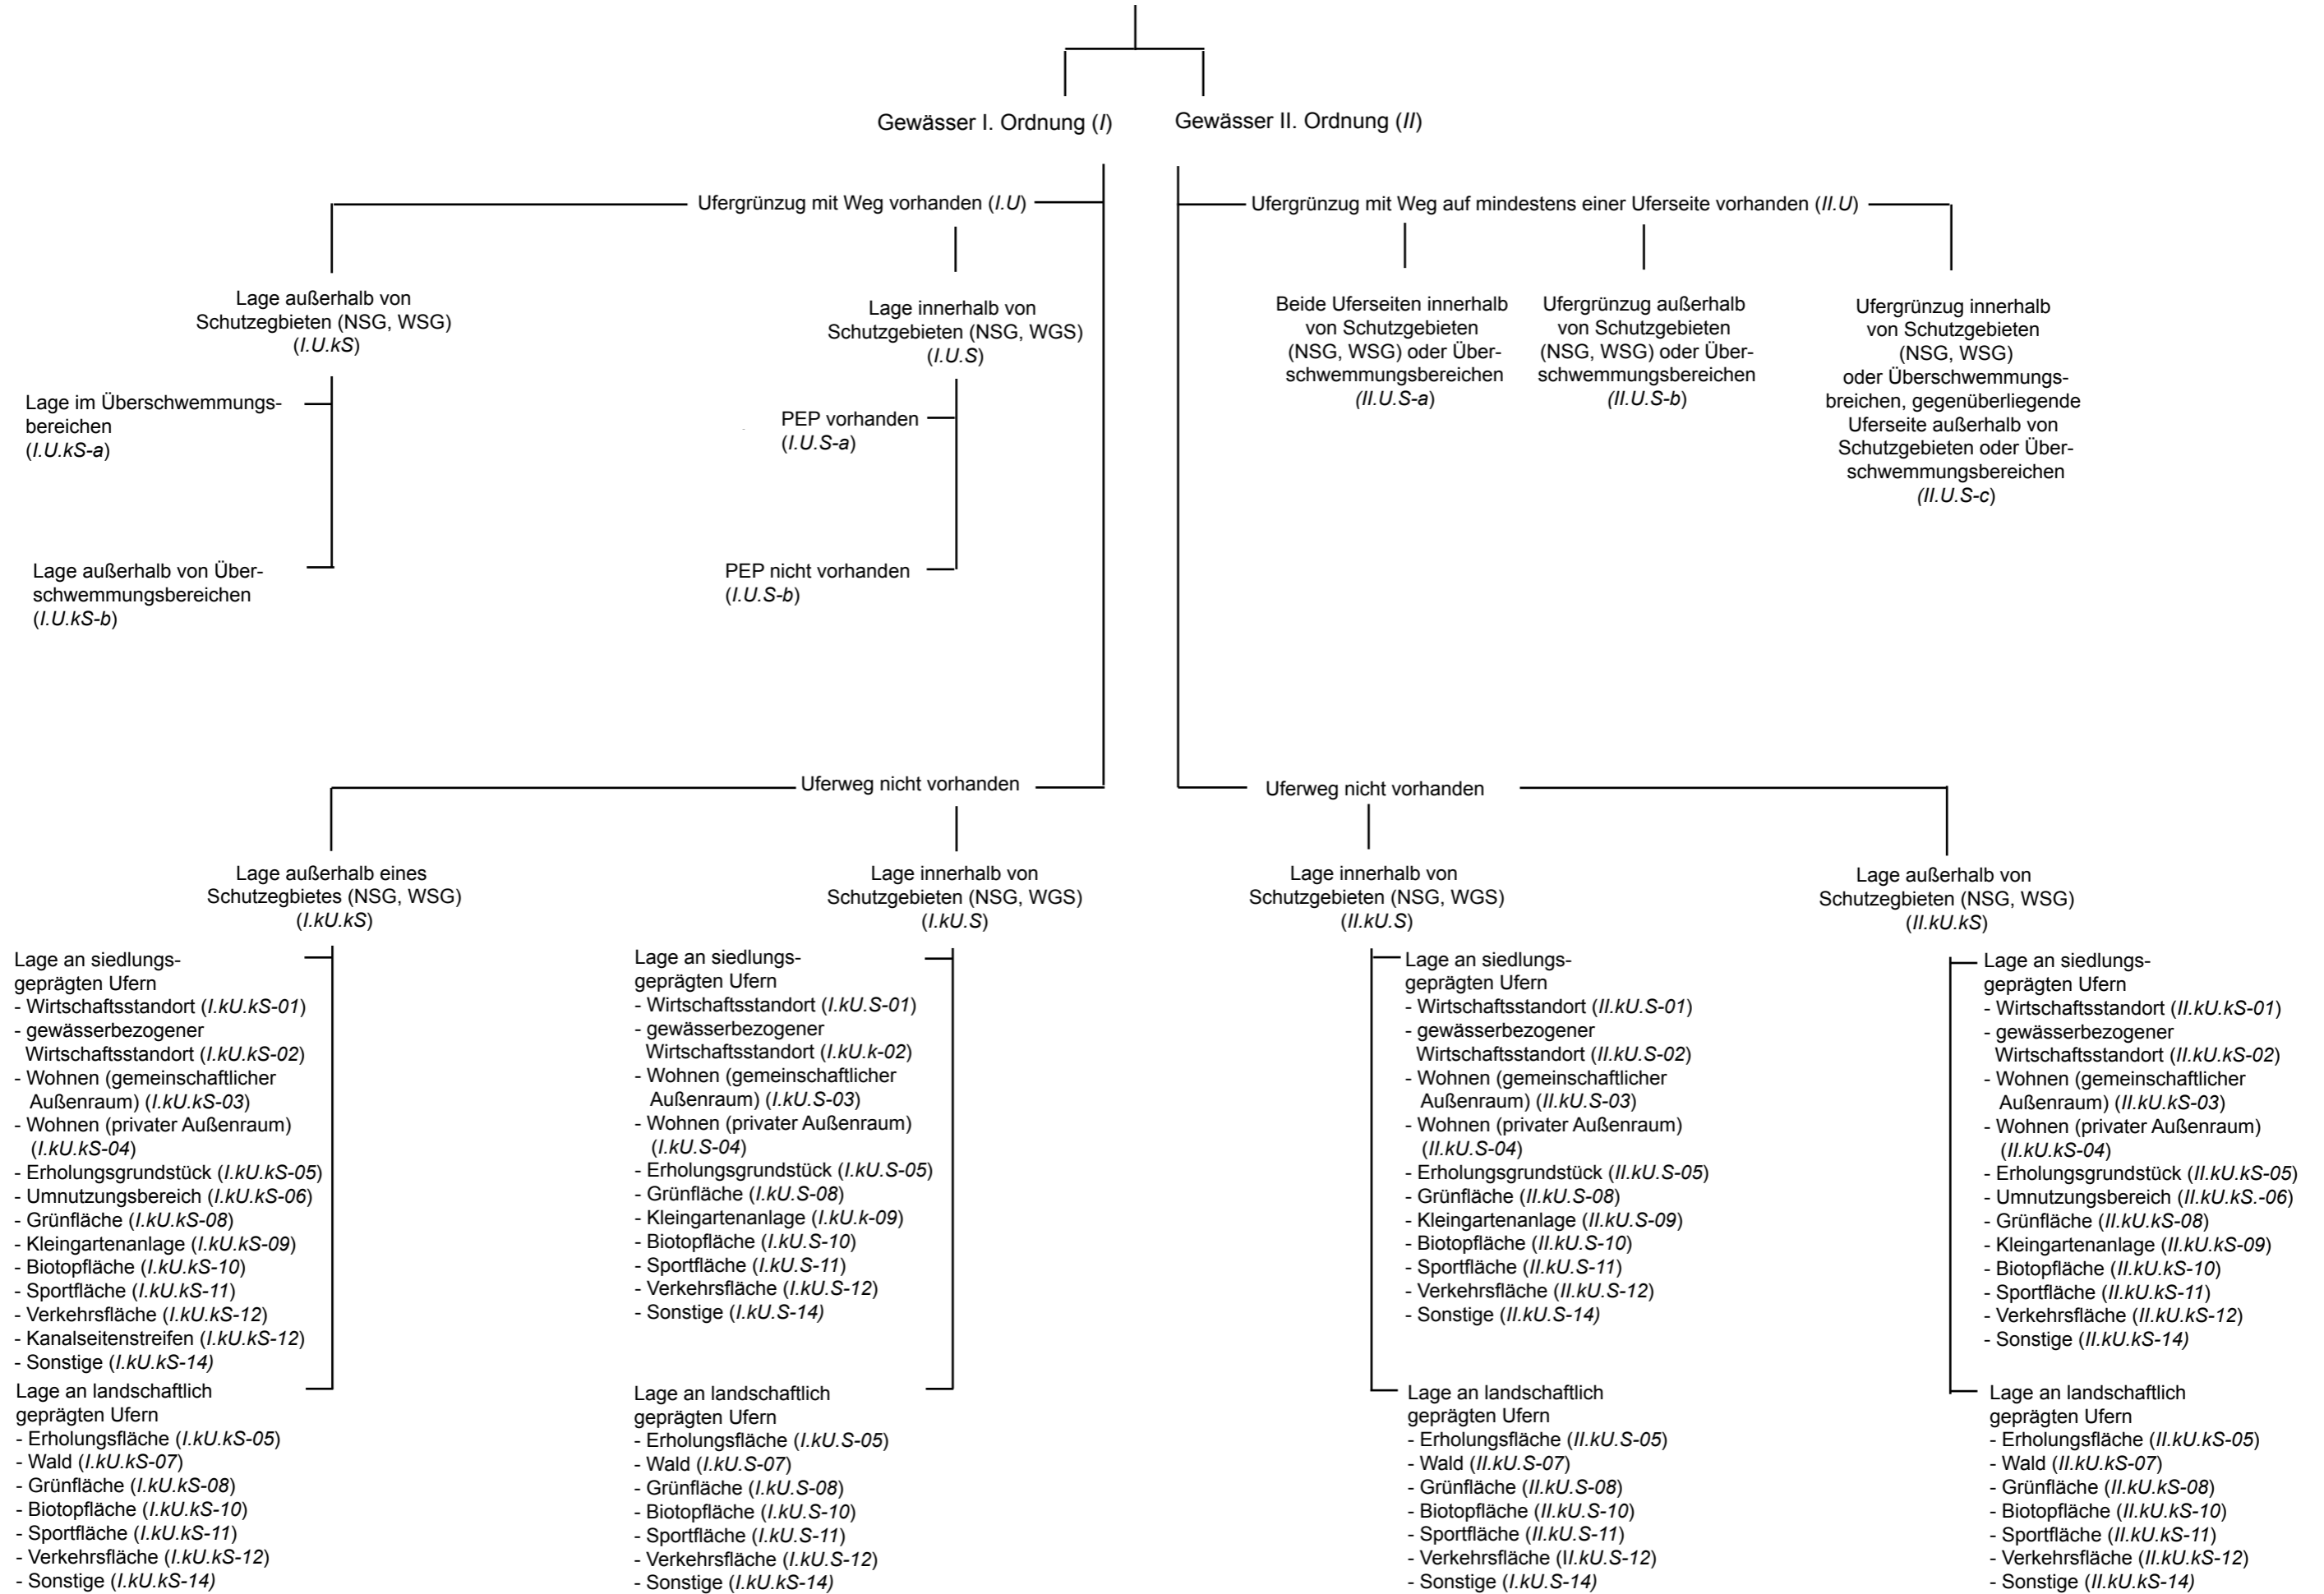 Gewässer I. Ordnung (I)
Gewässer II. Ordnung (II)
Ufergrünzug mit Weg vorhanden (I.U)
Lage außerhalb von
Schutzegbieten (NSG, WSG)
(I.U.kS)
Lage im Überschwemmungs-
bereichen
(I.U.kS-a)
Lage außerhalb von Über-
schwemmungsbereichen
(I.U.kS-b)
Lage innerhalb von
Schutzgebieten (NSG, WGS)
(I.U.S)
PEP vorhanden
(I.U.S-a)
PEP nicht vorhanden
(I.U.S-b)
Ufergrünzug mit Weg auf mindestens einer Uferseite vorhanden (II.U)
Beide Uferseiten innerhalb
von Schutzgebieten
(NSG, WSG) oder Über-
schwemmungsbereichen
(II.U.S-a)
Ufergrünzug außerhalb
von Schutzgebieten
(NSG, WSG) oder Über-
schwemmungsbereichen
(II.U.S-b)
Ufergrünzug innerhalb
von Schutzgebieten
(NSG, WSG)
oder Überschwemmungs-
breichen, gegenüberliegende
Uferseite außerhalb von
Schutzgebieten oder Über-
schwemmungsbereichen
(II.U.S-c)
Uferweg nicht vorhanden
Lage außerhalb eines
Schutzegbietes (NSG, WSG)
(I.kU.kS)
Lage an siedlungs-
geprägten Ufern
- Wirtschaftsstandort (I.kU.kS-01)
- gewässerbezogener
Wirtschaftsstandort (I.kU.kS-02)
- Wohnen (gemeinschaftlicher
Außenraum) (I.kU.kS-03)
- Wohnen (privater Außenraum)
(I.kU.kS-04)
- Erholungsgrundstück (I.kU.kS-05)
- Umnutzungsbereich (I.kU.kS-06)
- Grünfläche (I.kU.kS-08)
- Kleingartenanlage (I.kU.kS-09)
- Biotopfläche (I.kU.kS-10)
- Sportfläche (I.kU.kS-11)
- Verkehrsfläche (I.kU.kS-12)
- Kanalseitenstreifen (I.kU.kS-12)
- Sonstige (I.kU.kS-14)
Lage an landschaftlich
geprägten Ufern
- Erholungsfläche (I.kU.kS-05)
- Wald (I.kU.kS-07)
- Grünfläche (I.kU.kS-08)
- Biotopfläche (I.kU.kS-10)
- Sportfläche (I.kU.kS-11)
- Verkehrsfläche (I.kU.kS-12)
- Sonstige (I.kU.kS-14)
Lage innerhalb von
Schutzgebieten (NSG, WGS)
(I.kU.S)
Lage an siedlungs-
geprägten Ufern
- Wirtschaftsstandort (I.kU.S-01)
- gewässerbezogener
Wirtschaftsstandort (I.kU.k-02)
- Wohnen (gemeinschaftlicher
Außenraum) (I.kU.S-03)
- Wohnen (privater Außenraum)
(I.kU.S-04)
- Erholungsgrundstück (I.kU.S-05)
- Grünfläche (I.kU.S-08)
- Kleingartenanlage (I.kU.k-09)
- Biotopfläche (I.kU.S-10)
- Sportfläche (I.kU.S-11)
- Verkehrsfläche (I.kU.S-12)
- Sonstige (I.kU.S-14)
Lage an landschaftlich
geprägten Ufern
- Erholungsfläche (I.kU.S-05)
- Wald (I.kU.S-07)
- Grünfläche (I.kU.S-08)
- Biotopfläche (I.kU.S-10)
- Sportfläche (I.kU.S-11)
- Verkehrsfläche (I.kU.S-12)
- Sonstige (I.kU.kS-14)
Uferweg nicht vorhanden
Lage innerhalb von
Schutzgebieten (NSG, WGS)
(II.kU.S)
Lage an siedlungs-
geprägten Ufern
- Wirtschaftsstandort (II.kU.S-01)
- gewässerbezogener
Wirtschaftsstandort (II.kU.S-02)
- Wohnen (gemeinschaftlicher
Außenraum) (II.kU.S-03)
- Wohnen (privater Außenraum)
(II.kU.S-04)
- Erholungsgrundstück (II.kU.S-05)
- Grünfläche (II.kU.S-08)
- Kleingartenanlage (II.kU.S-09)
- Biotopfläche (II.kU.S-10)
- Sportfläche (II.kU.S-11)
- Verkehrsfläche (II.kU.S-12)
- Sonstige (II.kU.S-14)
Lage an landschaftlich
geprägten Ufern
- Erholungsfläche (II.kU.S-05)
- Wald (II.kU.S-07)
- Grünfläche (II.kU.S-08)
- Biotopfläche (II.kU.S-10)
- Sportfläche (II.kU.S-11)
- Verkehrsfläche (II.kU.S-12)
- Sonstige (I.kU.S-14)
Lage außerhalb von
Schutzegbieten (NSG, WSG)
(II.kU.kS)
Lage an siedlungs-
geprägten Ufern
- Wirtschaftsstandort (II.kU.kS-01)
- gewässerbezogener
Wirtschaftsstandort (II.kU.kS-02)
- Wohnen (gemeinschaftlicher
Außenraum) (II.kU.kS-03)
- Wohnen (privater Außenraum)
(II.kU.kS-04)
- Erholungsgrundstück (II.kU.kS-05)
- Umnutzungsbereich (II.kU.kS.-06)
- Grünfläche (II.kU.kS-08)
- Kleingartenanlage (II.kU.kS-09)
- Biotopfläche (II.kU.kS-10)
- Sportfläche (II.kU.kS-11)
- Verkehrsfläche (II.kU.kS-12)
- Sonstige (II.kU.kS-14)
Lage an landschaftlich
geprägten Ufern
- Erholungsfläche (II.kU.kS-05)
- Wald (II.kU.kS-07)
- Grünfläche (II.kU.kS-08)
- Biotopfläche (II.kU.kS-10)
- Sportfläche (II.kU.kS-11)
- Verkehrsfläche (II.kU.kS-12)
- Sonstige (II.kU.kS-14)